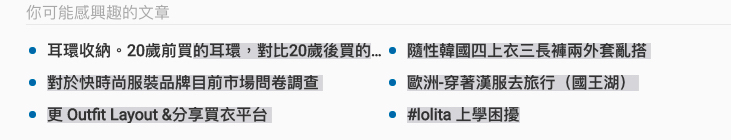 你可能感興趣的文章
耳環收納。20歲前買的耳環，對比20歲後買的...
隨性韓國四上衣三長褲兩外套亂搭
對於快時尚服裝品牌目前市場問卷調查
歐洲-穿著漢服去旅行（國王湖）
更 Outfit Layout &分享買衣平台
#lolita 上學困擾